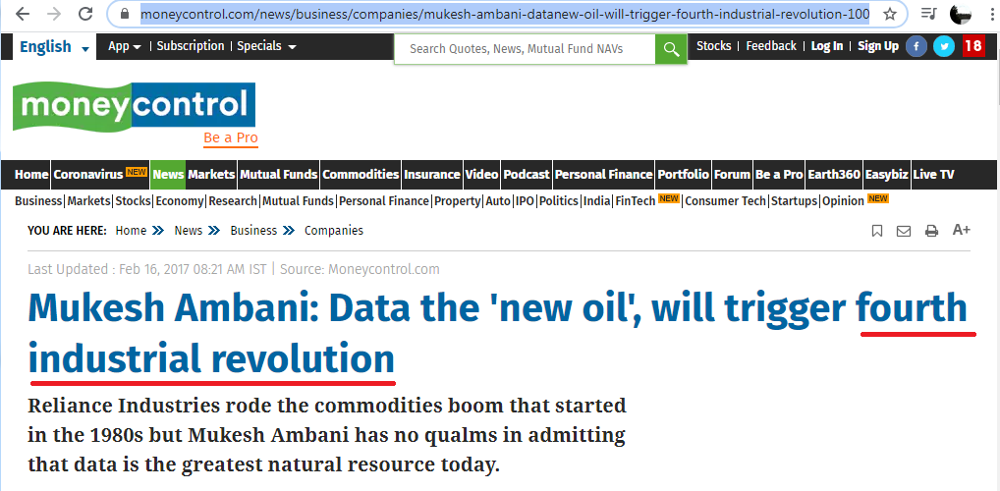 moneycontrol.com/news/business/companies/mukesh-ambani-datanew-oil-will-trigger-fourth-industrial-revolution-100
English App | Subscription | Specials Search Quotes, News, Mutual Fund NAVs Stocks | Feedback | Log In | Sign Up f 18
moneycontrol
Be a Pro
Home Coronavirus NEW News Markets Mutual Funds Commodities Insurance Video Podcast Personal Finance Portfolio Forum Be a Pro Earth360 Easybiz Live TV
Business| Markets| Stocks| Economy| Research| Mutual Funds| Personal Finance| Property| Auto| IPO| Politics| India| FinTech NEW | Consumer Tech| Startups| Opinion NEW
YOU ARE HERE: Home >> News >> Business >> Companies A+
Last Updated : Feb 16, 2017 08:21 AM IST | Source: Moneycontrol.com
Mukesh Ambani: Data the 'new oil', will trigger fourth
industrial revolution
Reliance Industries rode the commodities boom that started
in the 1980s but Mukesh Ambani has no qualms in admitting
that data is the greatest natural resource today.